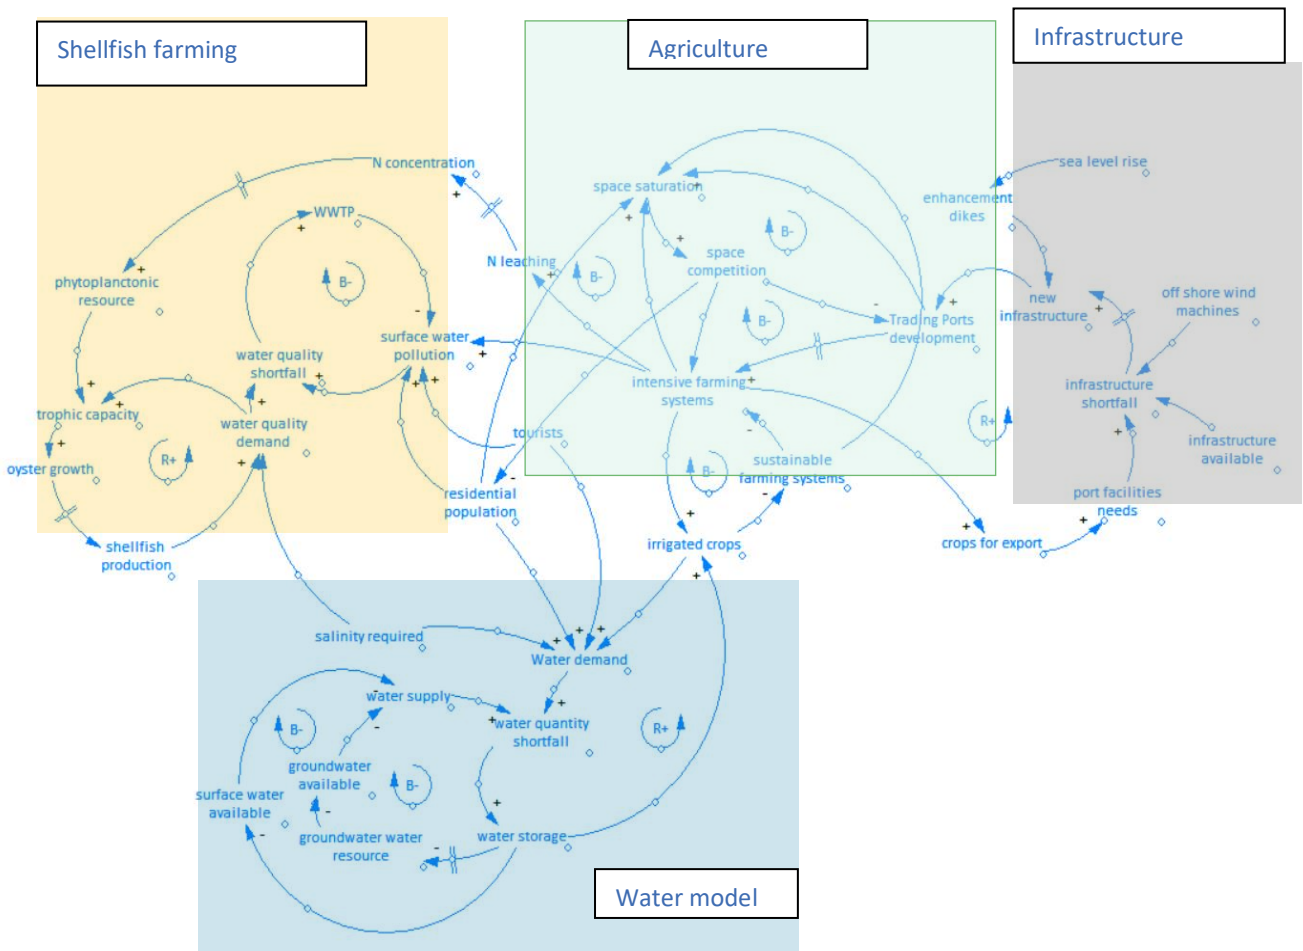 Shellfish farming
Agriculture
Infrastructure
N concentration
WWTP
phytoplanctonic
resource
water quality
shortfall
surface water
pollution
trophic capacity
water quality
demand
oyster growth
shellfish
production
N leaching
space saturation
space
competition
intensive farming
systems
Trading Ports
development
tourists
residential
population
sustainable
farming systems
irrigated crops
crops for export
sea level rise
enhancement
dikes
new
infrastructure
off shore wind
machines
infrastructure
shortfall
infrastructure
available
port facilities
needs
salinity required
Water demand
water supply
water quantity
shortfall
groundwater
available
surface water
available
groundwater water
resource
water storage
Water model
B-
R+
B-
B-
B-
B-
R+
R+
B-
B-